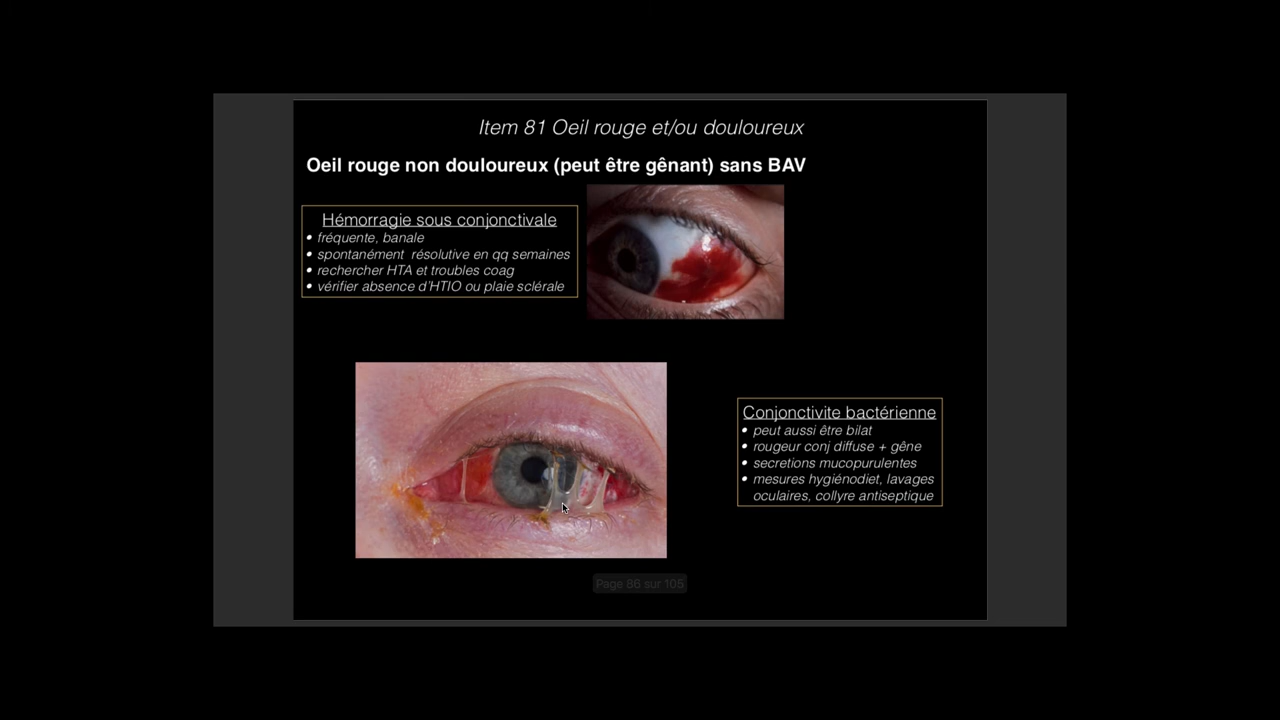 Item 81 Oeil rouge et/ou douloureux
Oeil rouge non douloureux (peut être gênant) sans BAV
Hémorragie sous conjonctivale
• fréquente, banale
• spontanément résolutive en qq semaines
• rechercher HTA et troubles coag
• vérifier absence d'HTIO ou plaie sclérale
Conjonctivite bactérienne
• peut aussi être bilat
• rougeur conj diffuse + gêne
• secretions mucopurulentes
• mesures hygiénodiet, lavages
oculaires, collyre antiseptique
Page 86 sur 105